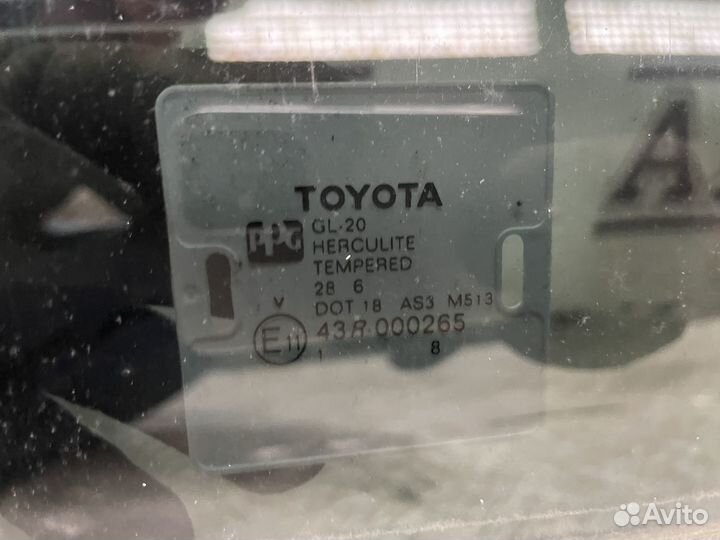 TOYOTA
PPG
GL-20
HERCULITE
TEMPERED
28 6
V DOT 18 AS3 M513
E11 43R 000265
1 8
A
Avito